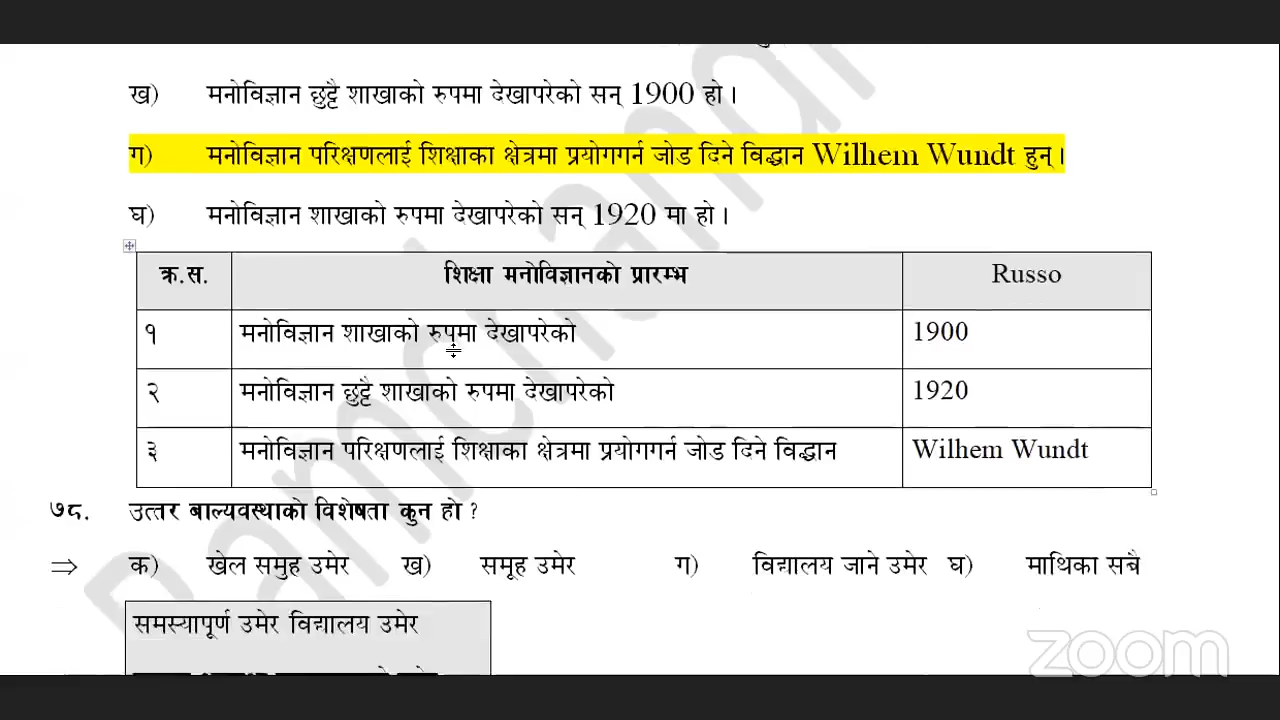 ख) मनोविज्ञान छुट्टै शाखाको रुपमा देखापरेको सन् 1900 हो।
ग) मनोविज्ञान परिक्षणलाई शिक्षाका क्षेत्रमा प्रयोगगर्न जोड दिने विद्धान Wilhem Wundt हुन्।
घ) मनोविज्ञान शाखाको रुपमा देखापरेको सन् 1920 मा हो।
क्र.स. शिक्षा मनोविज्ञानको प्रारम्भ Russo
१ मनोविज्ञान शाखाको रुपमा देखापरेको 1900
२ मनोविज्ञान छुट्टै शाखाको रुपमा देखापरेको 1920
३ मनोविज्ञान परिक्षणलाई शिक्षाका क्षेत्रमा प्रयोगगर्न जोड दिने विद्धान Wilhem Wundt
७८. उत्तर बाल्यवस्थाको विशेषता कुन हो ?
⇒ क) खेल समुह उमेर ख) समूह उमेर ग) विद्यालय जाने उमेर घ) माथिका सबै
समस्यापूर्ण उमेर विद्यालय उमेर
zoom